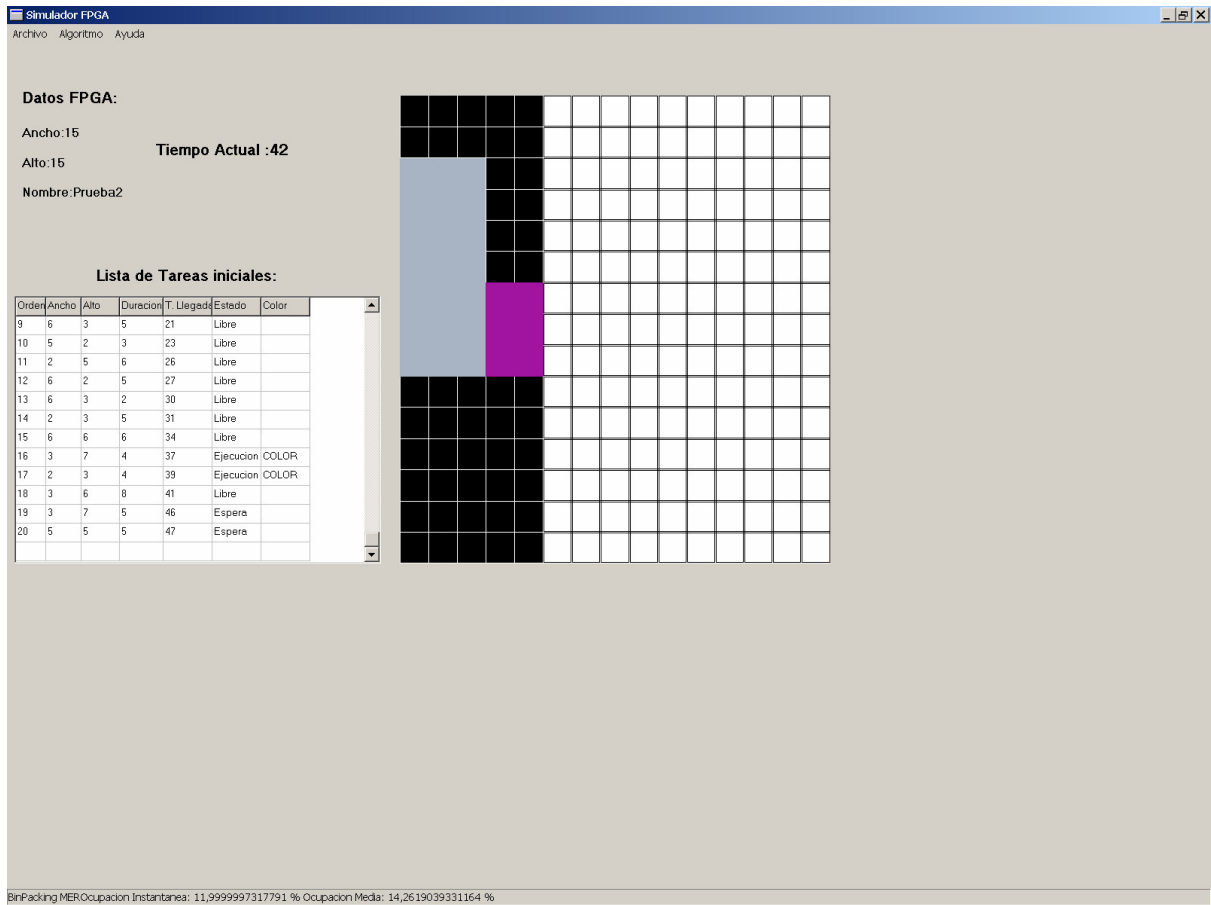 Simulador FPGA
Archivo Algoritmo Ayuda
Datos FPGA:
Ancho:15
Tiempo Actual :42
Alto:15
Nombre:Prueba2
Lista de Tareas iniciales:
Orden Ancho Alto Duracion T. Llegada Estado Color
9 6 3 5 21 Libre
10 5 2 3 23 Libre
11 2 5 6 26 Libre
12 6 2 5 27 Libre
13 6 3 2 30 Libre
14 2 3 5 31 Libre
15 6 6 6 34 Libre
16 3 7 4 37 Ejecucion COLOR
17 2 3 4 39 Ejecucion COLOR
18 3 6 8 41 Libre
19 3 7 5 46 Espera
20 5 5 5 47 Espera
BinPacking MEROcupacion Instantanea: 11,9999997317791 % Ocupacion Media: 14,2619039331164 %